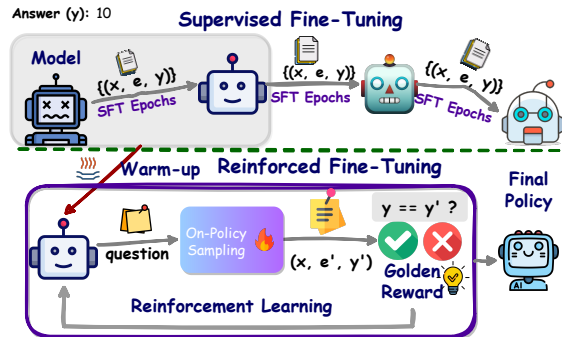 Answer (y): 10
Supervised Fine-Tuning
Model
{(x, e, y)}
SFT Epochs
{(x, e, y)}
SFT Epochs
{(x, e, y)}
SFT Epochs
Warm-up
Reinforced Fine-Tuning
Final
Policy
question
On-Policy
Sampling
(x, e', y')
y == y' ?
Golden
Reward
Reinforcement Learning
AI